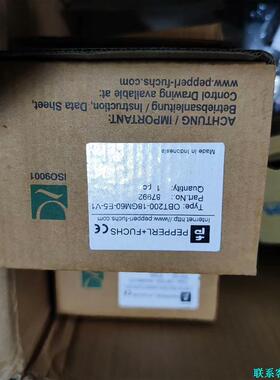 ACHTUNG / IMPORTANT:
Betriebsanleitung / Instruction, Data Sheet,
Control Drawing available at:
www.pepperl-fuchs.com
ISO9001
PEPPERL+FUCHS
Internet http://www.pepperl-fuchs.com
Type: OBT200-18GM60-E5-V1
Part.No.: 87992
Quantity: 1 pc
Made in Indonesia
联系客